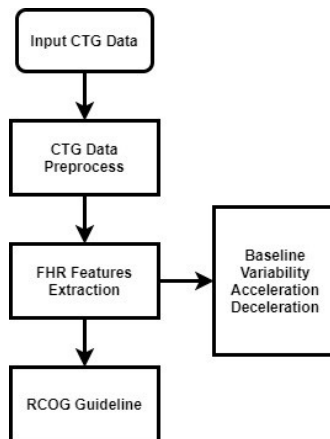 Input CTG Data
CTG Data
Preprocess
FHR Features
Extraction
Baseline
Variability
Acceleration
Deceleration
RCOG Guideline